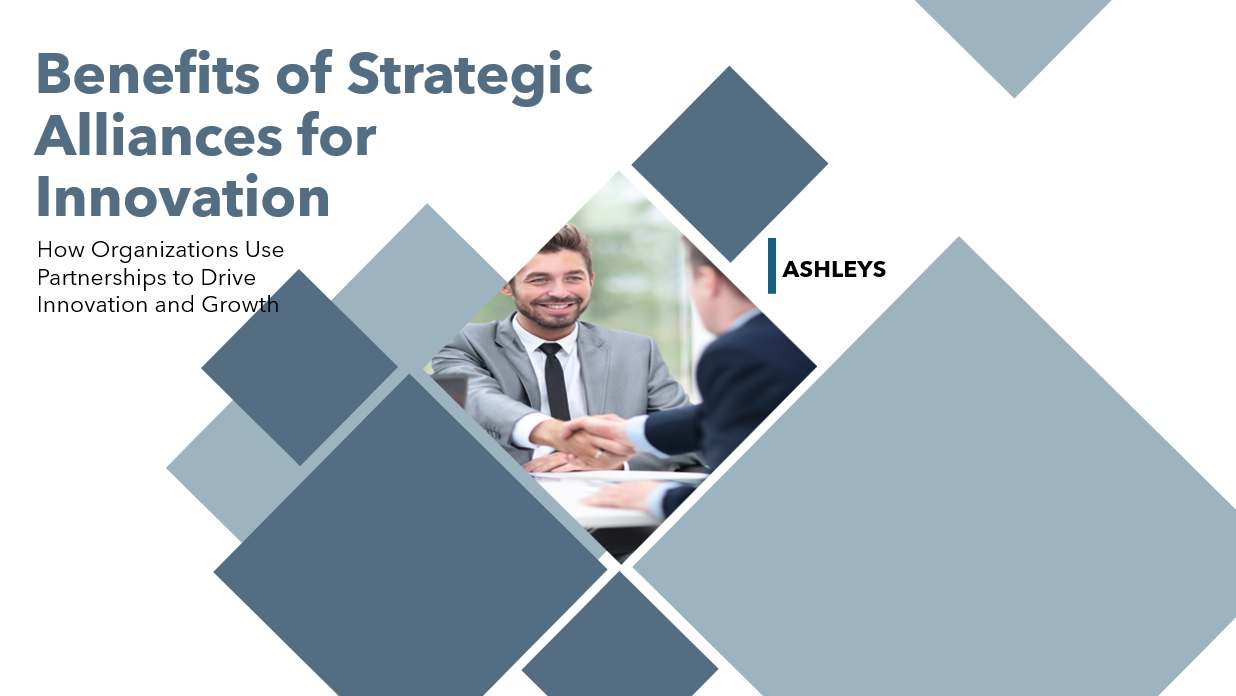 Benefits of Strategic
Alliances for
Innovation
How Organizations Use
Partnerships to Drive
Innovation and Growth
ASHLEYS